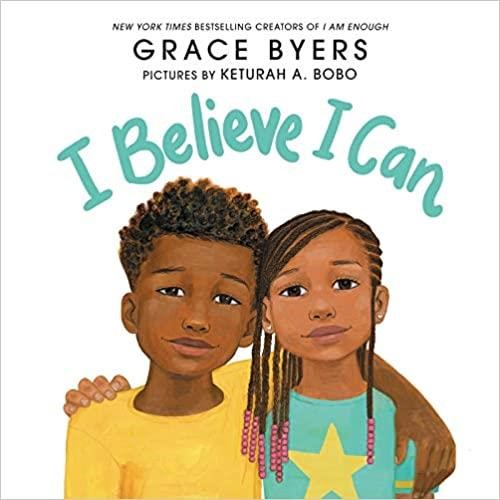 NEW YORK TIMES BESTSELLING CREATORS OF I AM ENOUGH
GRACE BYERS
PICTURES BY KETURAH A. BOBO
I Believe I Can